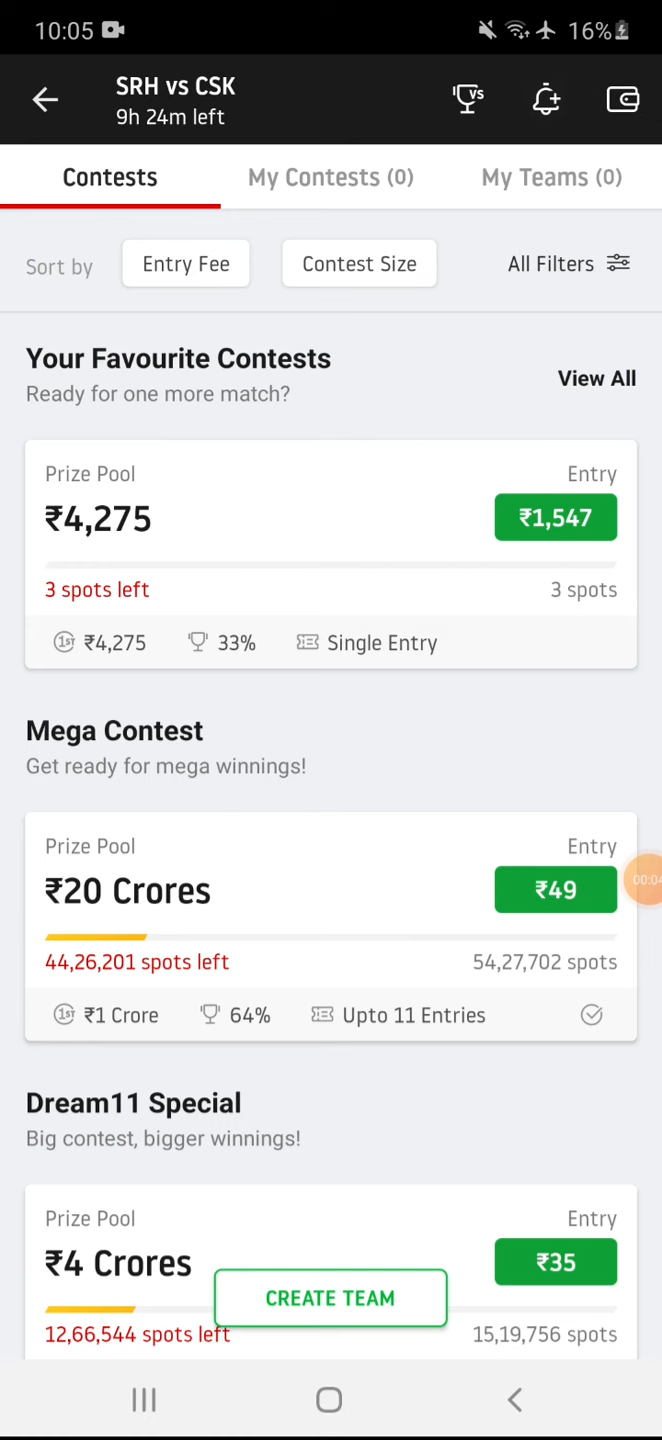 10:05
16%
SRH vs CSK
9h 24m left
VS
Contests
My Contests (0)
My Teams (0)
Sort by
Entry Fee
Contest Size
All Filters
Your Favourite Contests
Ready for one more match?
View All
Prize Pool
Entry
₹4,275
₹1,547
3 spots left
3 spots
1ST ₹4,275
33%
Single Entry
Mega Contest
Get ready for mega winnings!
Prize Pool
Entry
₹20 Crores
₹49
00:04
44,26,201 spots left
54,27,702 spots
1ST ₹1 Crore
64%
Upto 11 Entries
Dream11 Special
Big contest, bigger winnings!
Prize Pool
Entry
₹4 Crores
₹35
CREATE TEAM
12,66,544 spots left
15,19,756 spots